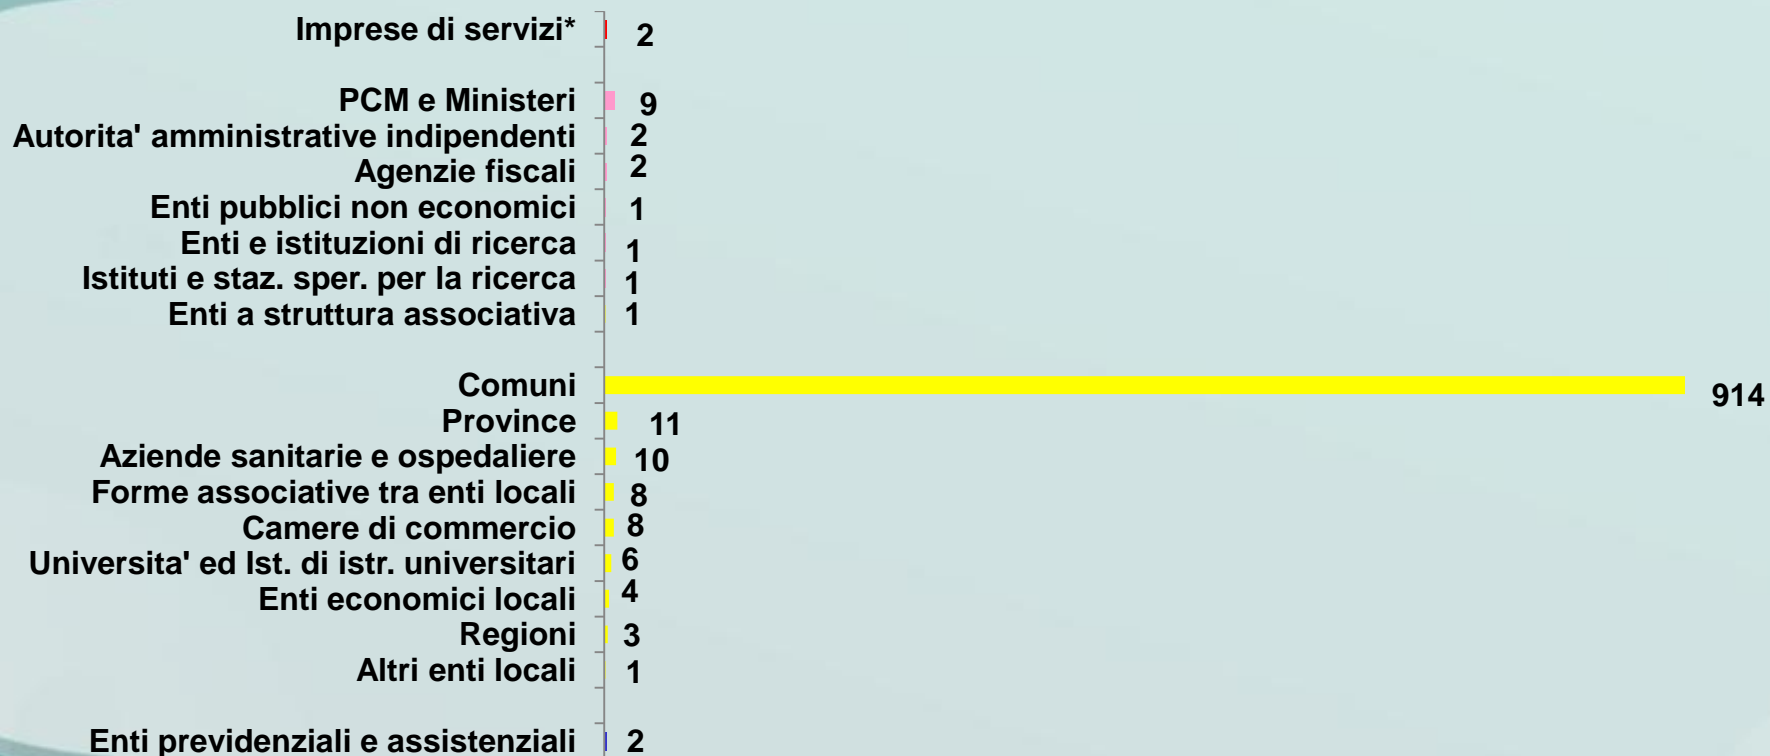 Imprese di servizi* 2
PCM e Ministeri 9
Autorita' amministrative indipendenti 2
Agenzie fiscali 2
Enti pubblici non economici 1
Enti e istituzioni di ricerca 1
Istituti e staz. sper. per la ricerca 1
Enti a struttura associativa 1
Comuni 914
Province 11
Aziende sanitarie e ospedaliere 10
Forme associative tra enti locali 8
Camere di commercio 8
Universita' ed Ist. di istr. universitari 6
Enti economici locali 4
Regioni 3
Altri enti locali 1
Enti previdenziali e assistenziali 2